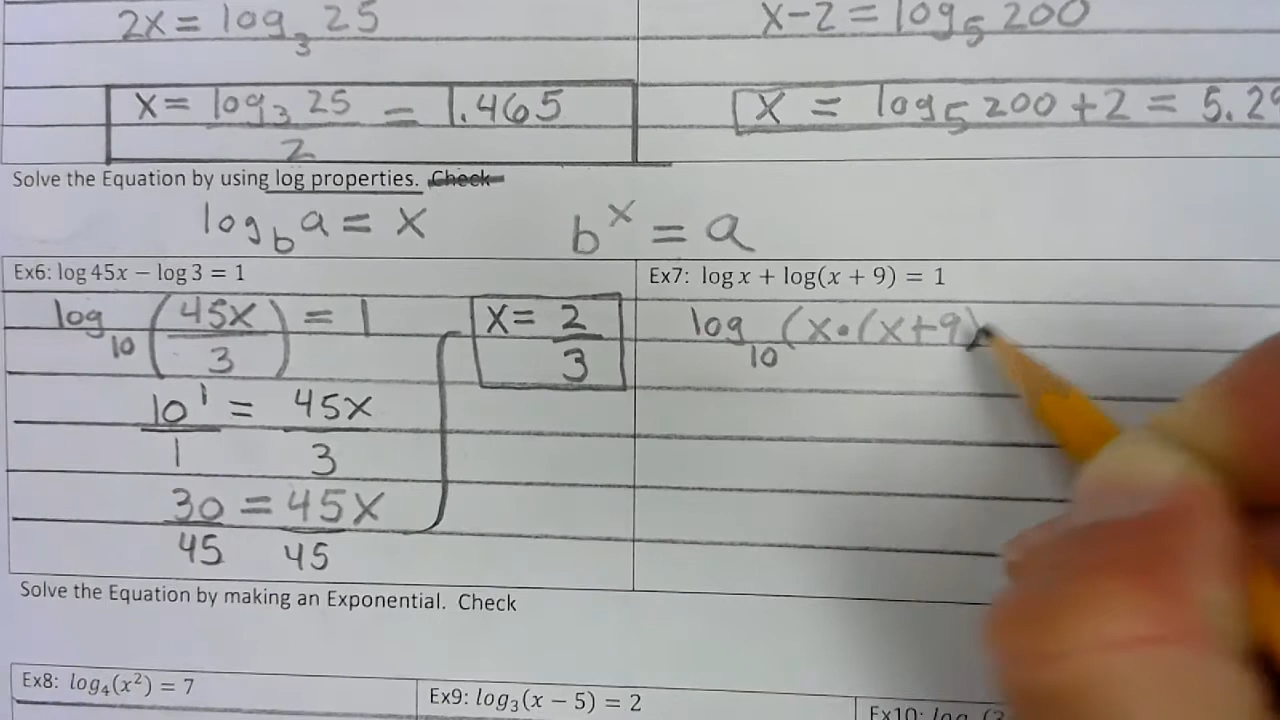 2x = log₃ 25
x-2 = log₅ 200
x = log₃ 25 / 2 = 1.465
x = log₅ 200 + 2 = 5.29
Solve the Equation by using log properties. Check
log_b a = x
b^x = a
Ex6: log 45x − log 3 = 1
log₁₀ (45x / 3) = 1
10¹ / 1 = 45x / 3
30 / 45 = 45x / 45
x = 2 / 3
Ex7: log x + log(x + 9) = 1
log₁₀ (x•(x+9)
Solve the Equation by making an Exponential. Check
Ex8: log₄(x²) = 7
Ex9: log₃(x − 5) = 2
Ex10: